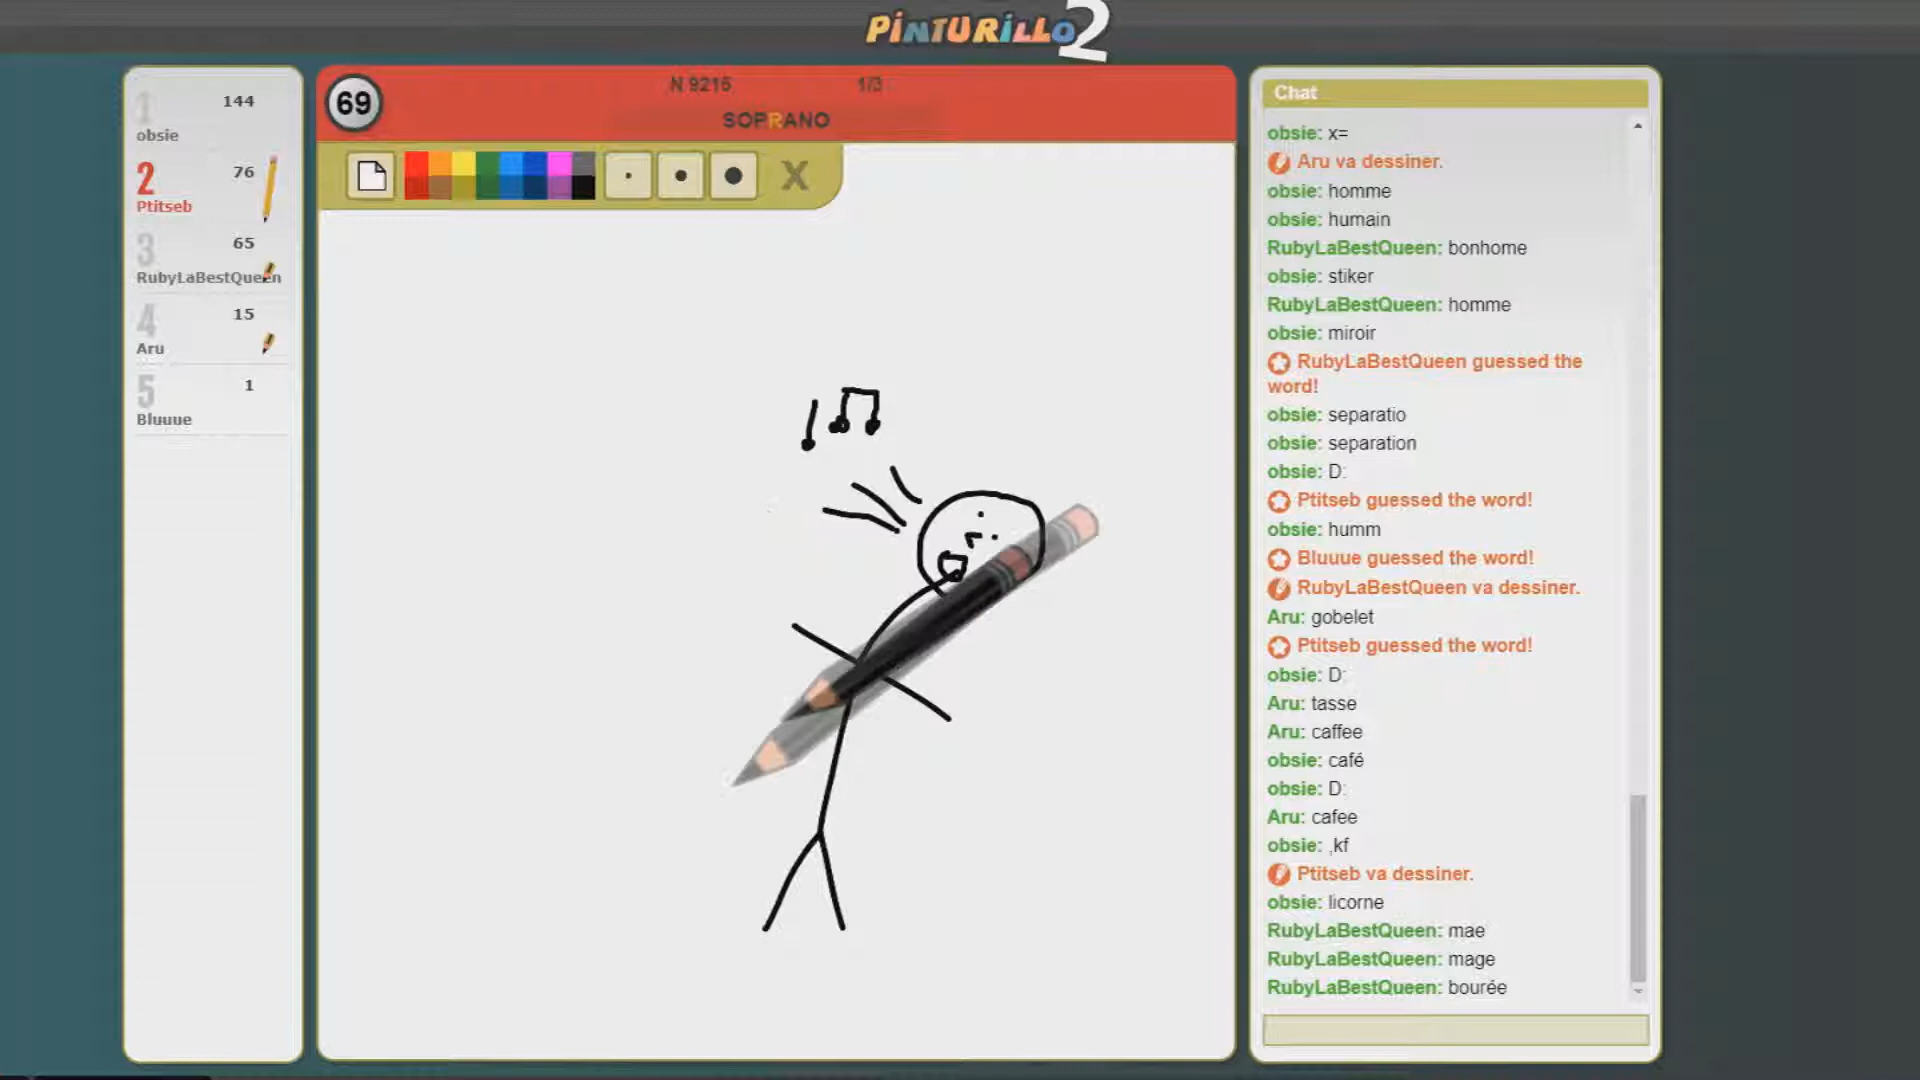 PiNTURiLLO 2
1 144
obsie
2 76
Ptitseb
3 65
RubyLaBestQueen
4 15
Aru
5 1
Bluuue
69
N 9215 1/3
SOPRANO
X
Chat
obsie: x=
Aru va dessiner.
obsie: homme
obsie: humain
RubyLaBestQueen: bonhome
obsie: stiker
RubyLaBestQueen: homme
obsie: miroir
RubyLaBestQueen guessed the
word!
obsie: separatio
obsie: separation
obsie: D:
Ptitseb guessed the word!
obsie: humm
Bluuue guessed the word!
RubyLaBestQueen va dessiner.
Aru: gobelet
Ptitseb guessed the word!
obsie: D:
Aru: tasse
Aru: caffee
obsie: café
obsie: D:
Aru: cafee
obsie: ,kf
Ptitseb va dessiner.
obsie: licorne
RubyLaBestQueen: mae
RubyLaBestQueen: mage
RubyLaBestQueen: bourée